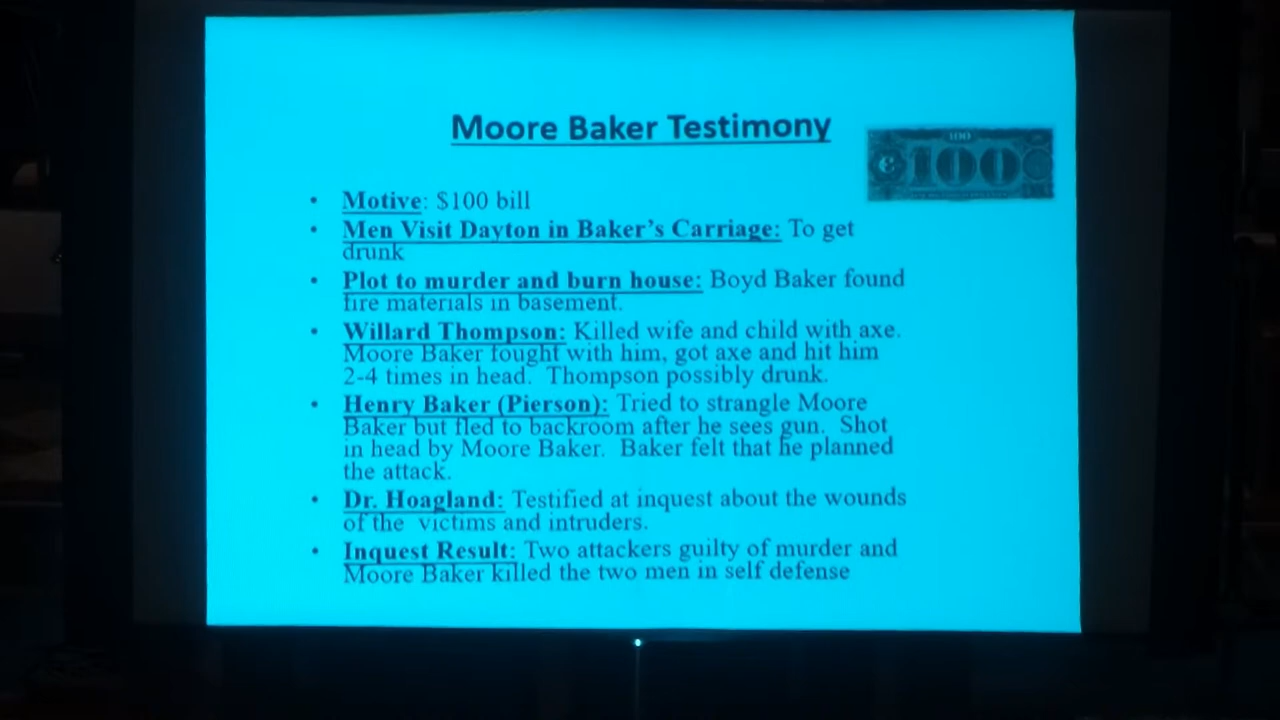 Moore Baker Testimony
100
100
• Motive: $100 bill
• Men Visit Dayton in Baker's Carriage: To get
drunk
• Plot to murder and burn house: Boyd Baker found
fire materials in basement.
• Willard Thompson: Killed wife and child with axe.
Moore Baker fought with him, got axe and hit him
2-4 times in head.  Thompson possibly drunk.
• Henry Baker (Pierson): Tried to strangle Moore
Baker but fled to backroom after he sees gun.  Shot
in head by Moore Baker.  Baker felt that he planned
the attack.
• Dr. Hoagland: Testified at inquest about the wounds
of the  victims and intruders.
• Inquest Result: Two attackers guilty of murder and
Moore Baker killed the two men in self defense